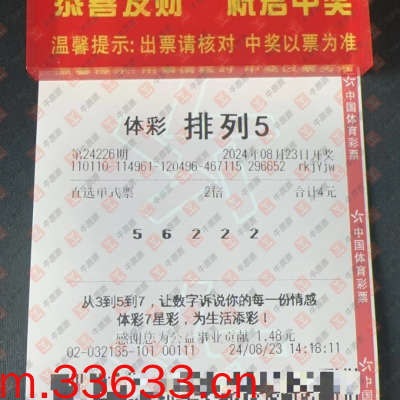 恭喜发财 祝君中奖
温馨提示:出票请核对 中奖以票为准
体彩 排列5
第24226期 2024年08月23日开奖
110110-114961-120496-467115 296652 rkjYjw
直选单式票 2倍 合计4元
5 6 2 2 2
从3到5到7，让数字诉说你的每一份情感
体彩7星彩，为生活添彩！
感谢您为公益事业贡献 1.48元
02-032135-101 00111 24/08/23 14:18:11
m.33633.cn
中国体育彩票
中国体育彩票